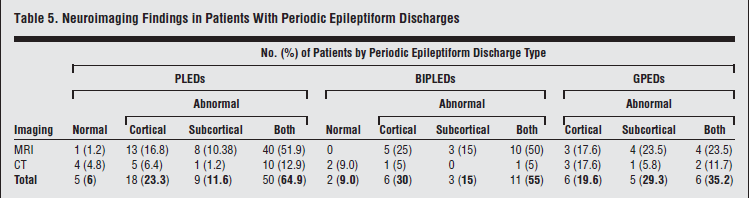 Table 5. Neuroimaging Findings in Patients With Periodic Epileptiform Discharges
No. (%) of Patients by Periodic Epileptiform Discharge Type
PLEDs BIPLEDs GPEDs
Abnormal Abnormal Abnormal
Imaging Normal Cortical Subcortical Both Normal Cortical Subcortical Both Cortical Subcortical Both
MRI 1 (1.2) 13 (16.8) 8 (10.38) 40 (51.9) 0 5 (25) 3 (15) 10 (50) 3 (17.6) 4 (23.5) 4 (23.5)
CT 4 (4.8) 5 (6.4) 1 (1.2) 10 (12.9) 2 (9.0) 1 (5) 0 1 (5) 3 (17.6) 1 (5.8) 2 (11.7)
Total 5 (6) 18 (23.3) 9 (11.6) 50 (64.9) 2 (9.0) 6 (30) 3 (15) 11 (55) 6 (19.6) 5 (29.3) 6 (35.2)